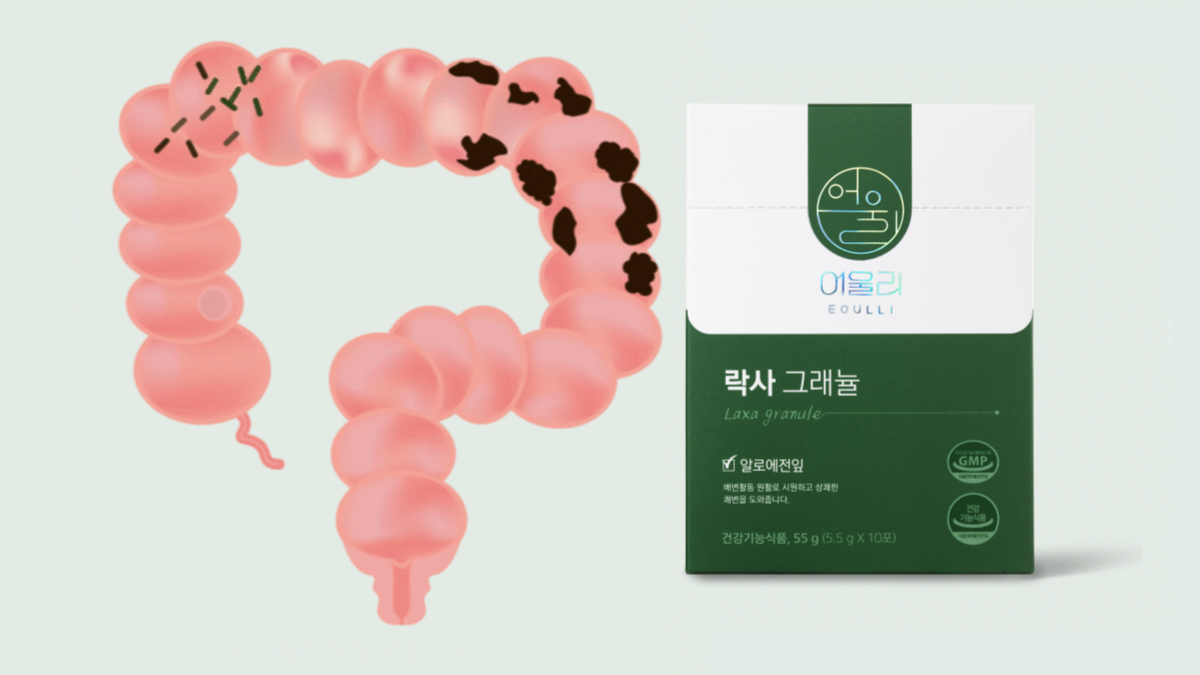 어울리
어울리
EOULLI
락사 그래뉼
Laxa granule
알로에전잎
배변활동 원활로 시원하고 상쾌한
쾌변을 도와줍니다.
건강기능식품, 55 g (5.5 g X 10포)
GMP
건강
기능식품